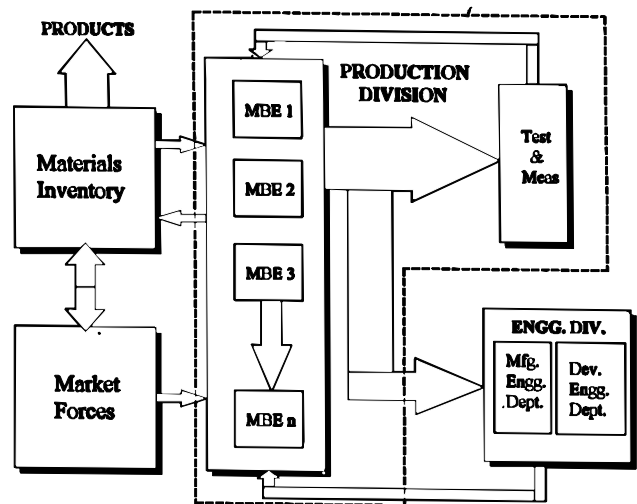 PRODUCTS
PRODUCTION
DIVISION
MBE 1
Test
&
Meas
Materials
Inventory
MBE 2
MBE 3
ENGG. DIV.
Mfg.
Engg.
.Dept.
Dev.
Engg.
Dept.
Market
Forces
MBE n